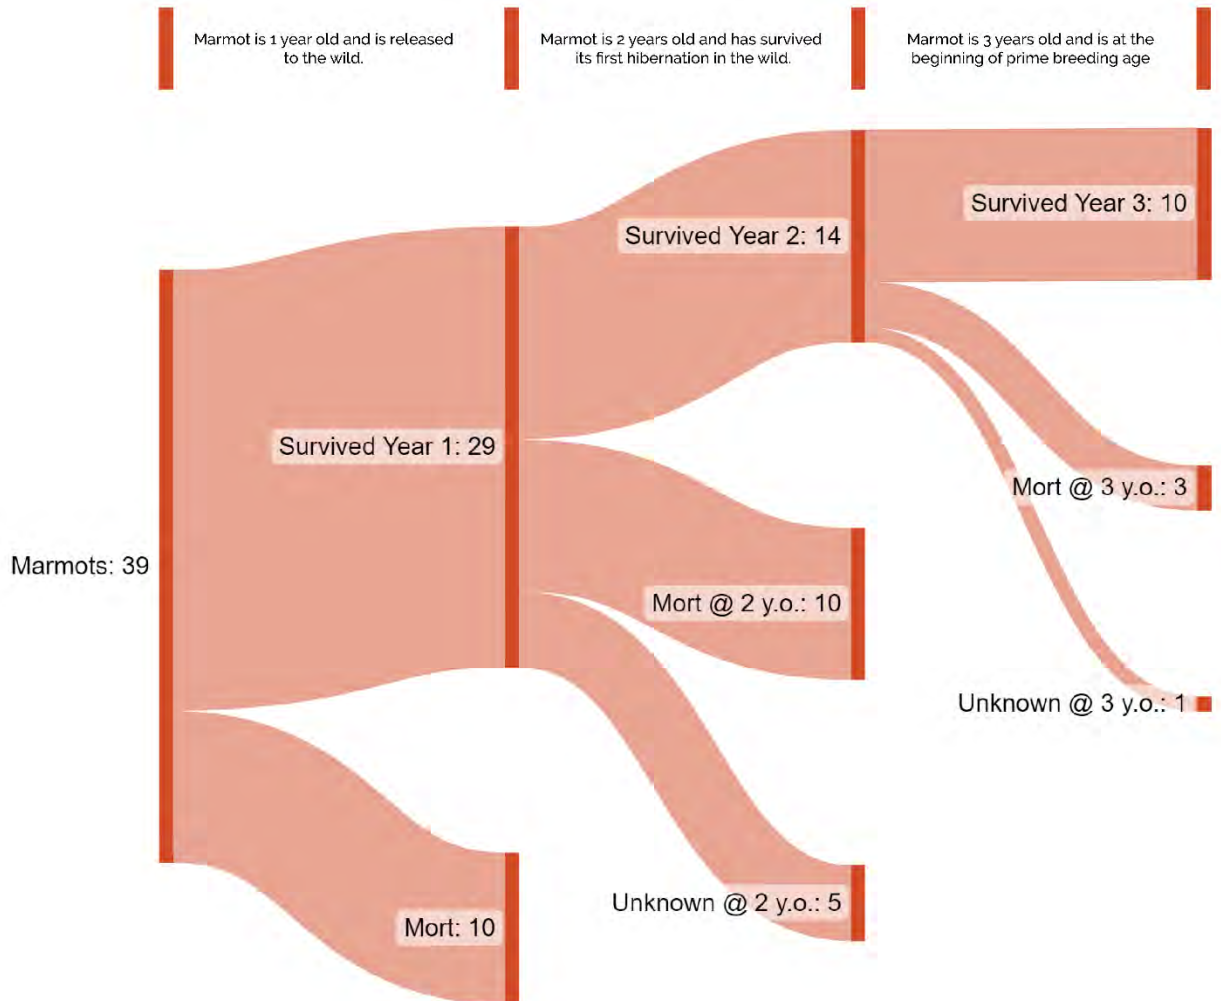 Marmot is 1 year old and is released
to the wild.
Marmot is 2 years old and has survived
its first hibernation in the wild.
Marmot is 3 years old and is at the
beginning of prime breeding age
Survived Year 3: 10
Survived Year 2: 14
Survived Year 1: 29
Mort @ 3 y.o.: 3
Marmots: 39
Mort @ 2 y.o.: 10
Unknown @ 3 y.o.: 1
Unknown @ 2 y.o.: 5
Mort: 10